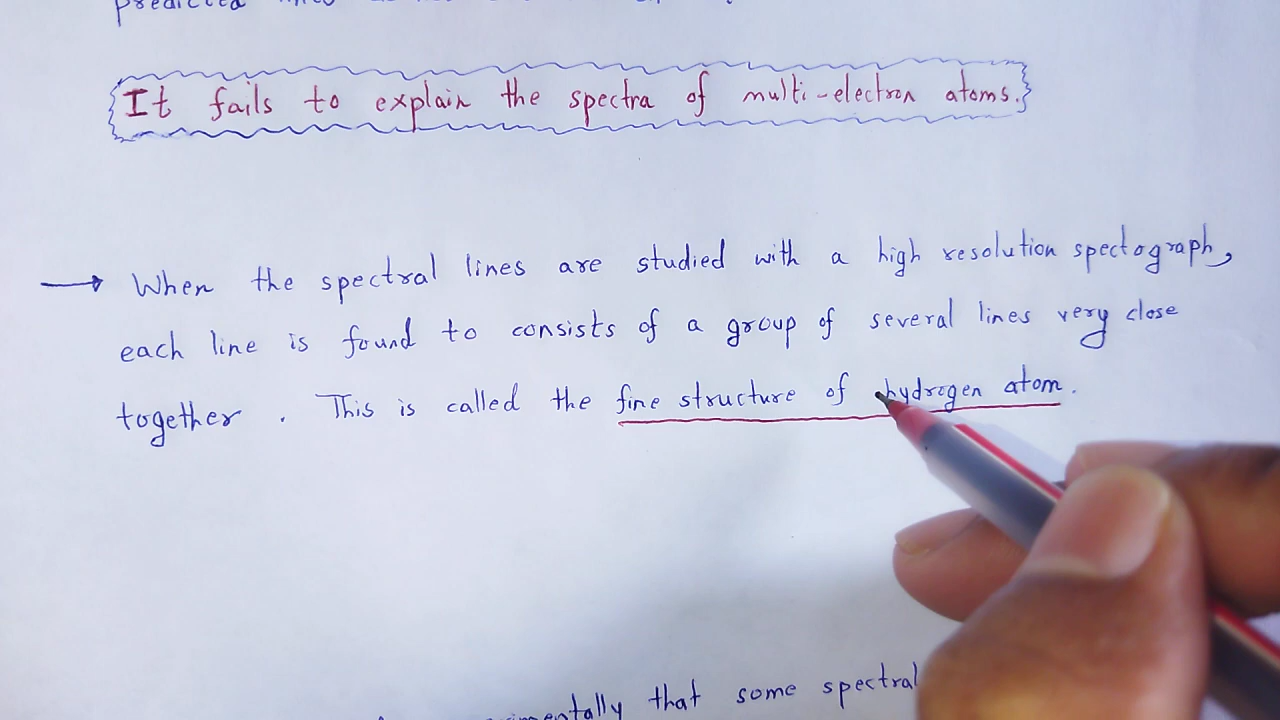 predicted lines
It fails to explain the spectra of multi-electron atoms.
→ When the spectral lines are studied with a high resolution spectograph,
each line is found to consists of a group of several lines very close
together. This is called the fine structure of hydrogen atom.
that some spectral